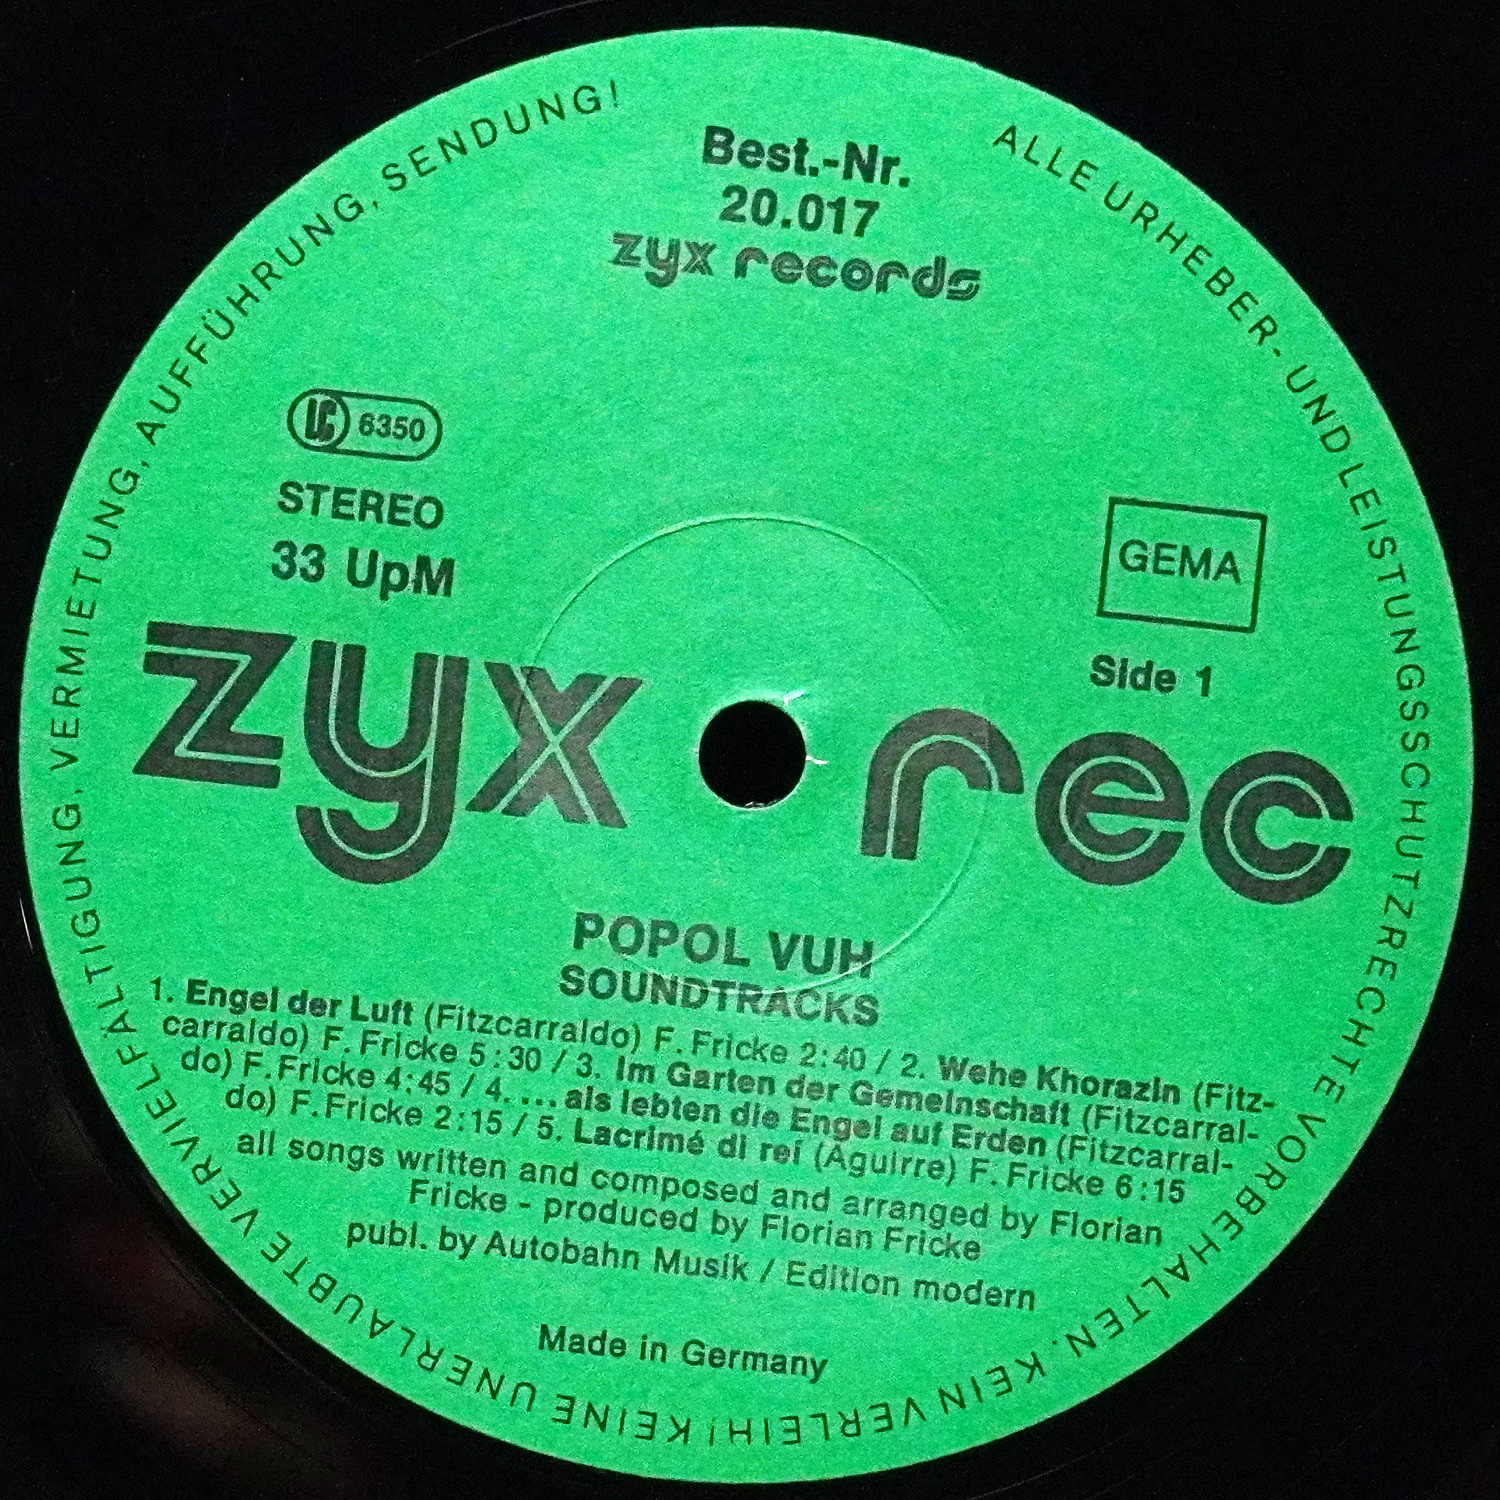 Best.-Nr.
20.017
zyx records
LC 6350
STEREO
33 UpM
GEMA
Side 1
zyx rec
POPOL VUH
SOUNDTRACKS
1. Engel der Luft (Fitzcarraldo) F. Fricke 2:40 / 2. Wehe Khorazin (Fitz-
carraldo) F. Fricke 5:30 / 3. Im Garten der Gemeinschaft (Fitzcarral-
do) F. Fricke 4:45 / 4. ... als lebten die Engel auf Erden (Fitzcarral-
do) F. Fricke 2:15 / 5. Lacrimé di rei (Aguirre) F. Fricke 6:15
all songs written and composed and arranged by Florian
Fricke - produced by Florian Fricke
publ. by Autobahn Musik / Edition modern
Made in Germany
ALLE URHEBER- UND LEISTUNGSSCHUTZRECHTE VORBEHALTEN. KEIN VERLEIH! KEINE UNERLAUBTE VERVIELFÄLTIGUNG, VERMIETUNG, AUFFÜHRUNG, SENDUNG!